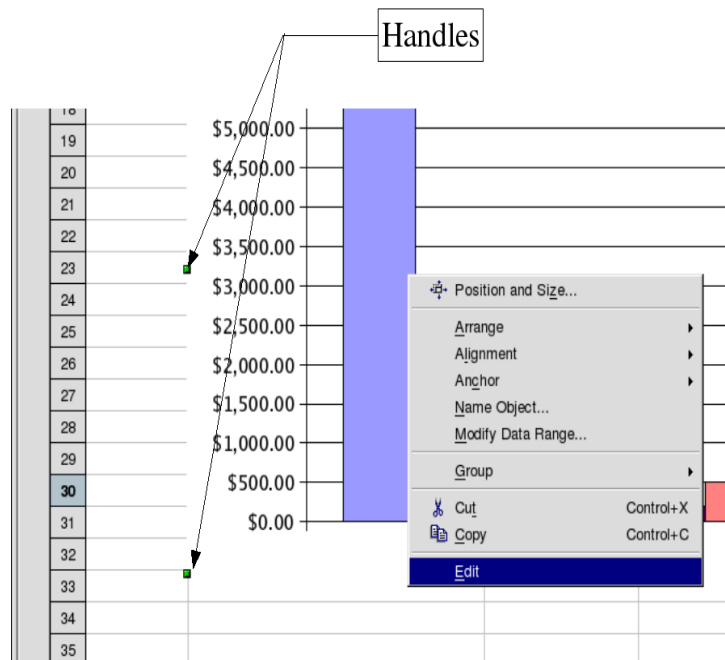 Handles
18
19
20
21
22
23
24
25
26
27
28
29
30
31
32
33
34
35
$5,000.00
$4,500.00
$4,000.00
$3,500.00
$3,000.00
$2,500.00
$2,000.00
$1,500.00
$1,000.00
$500.00
$0.00
Position and Size...
Arrange
Alignment
Anchor
Name Object...
Modify Data Range...
Group
Cut Control+X
Copy Control+C
Edit